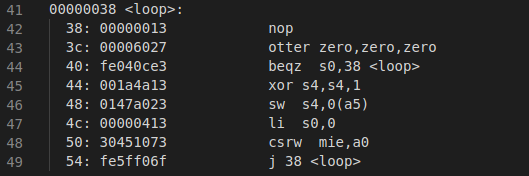 41 00000038 <loop>:
42 38: 00000013 nop
43 3c: 00006027 otter zero,zero,zero
44 40: fe040ce3 beqz s0,38 <loop>
45 44: 001a4a13 xor s4,s4,1
46 48: 0147a023 sw s4,0(a5)
47 4c: 00000413 li s0,0
48 50: 30451073 csrw mie,a0
49 54: fe5ff06f j 38 <loop>